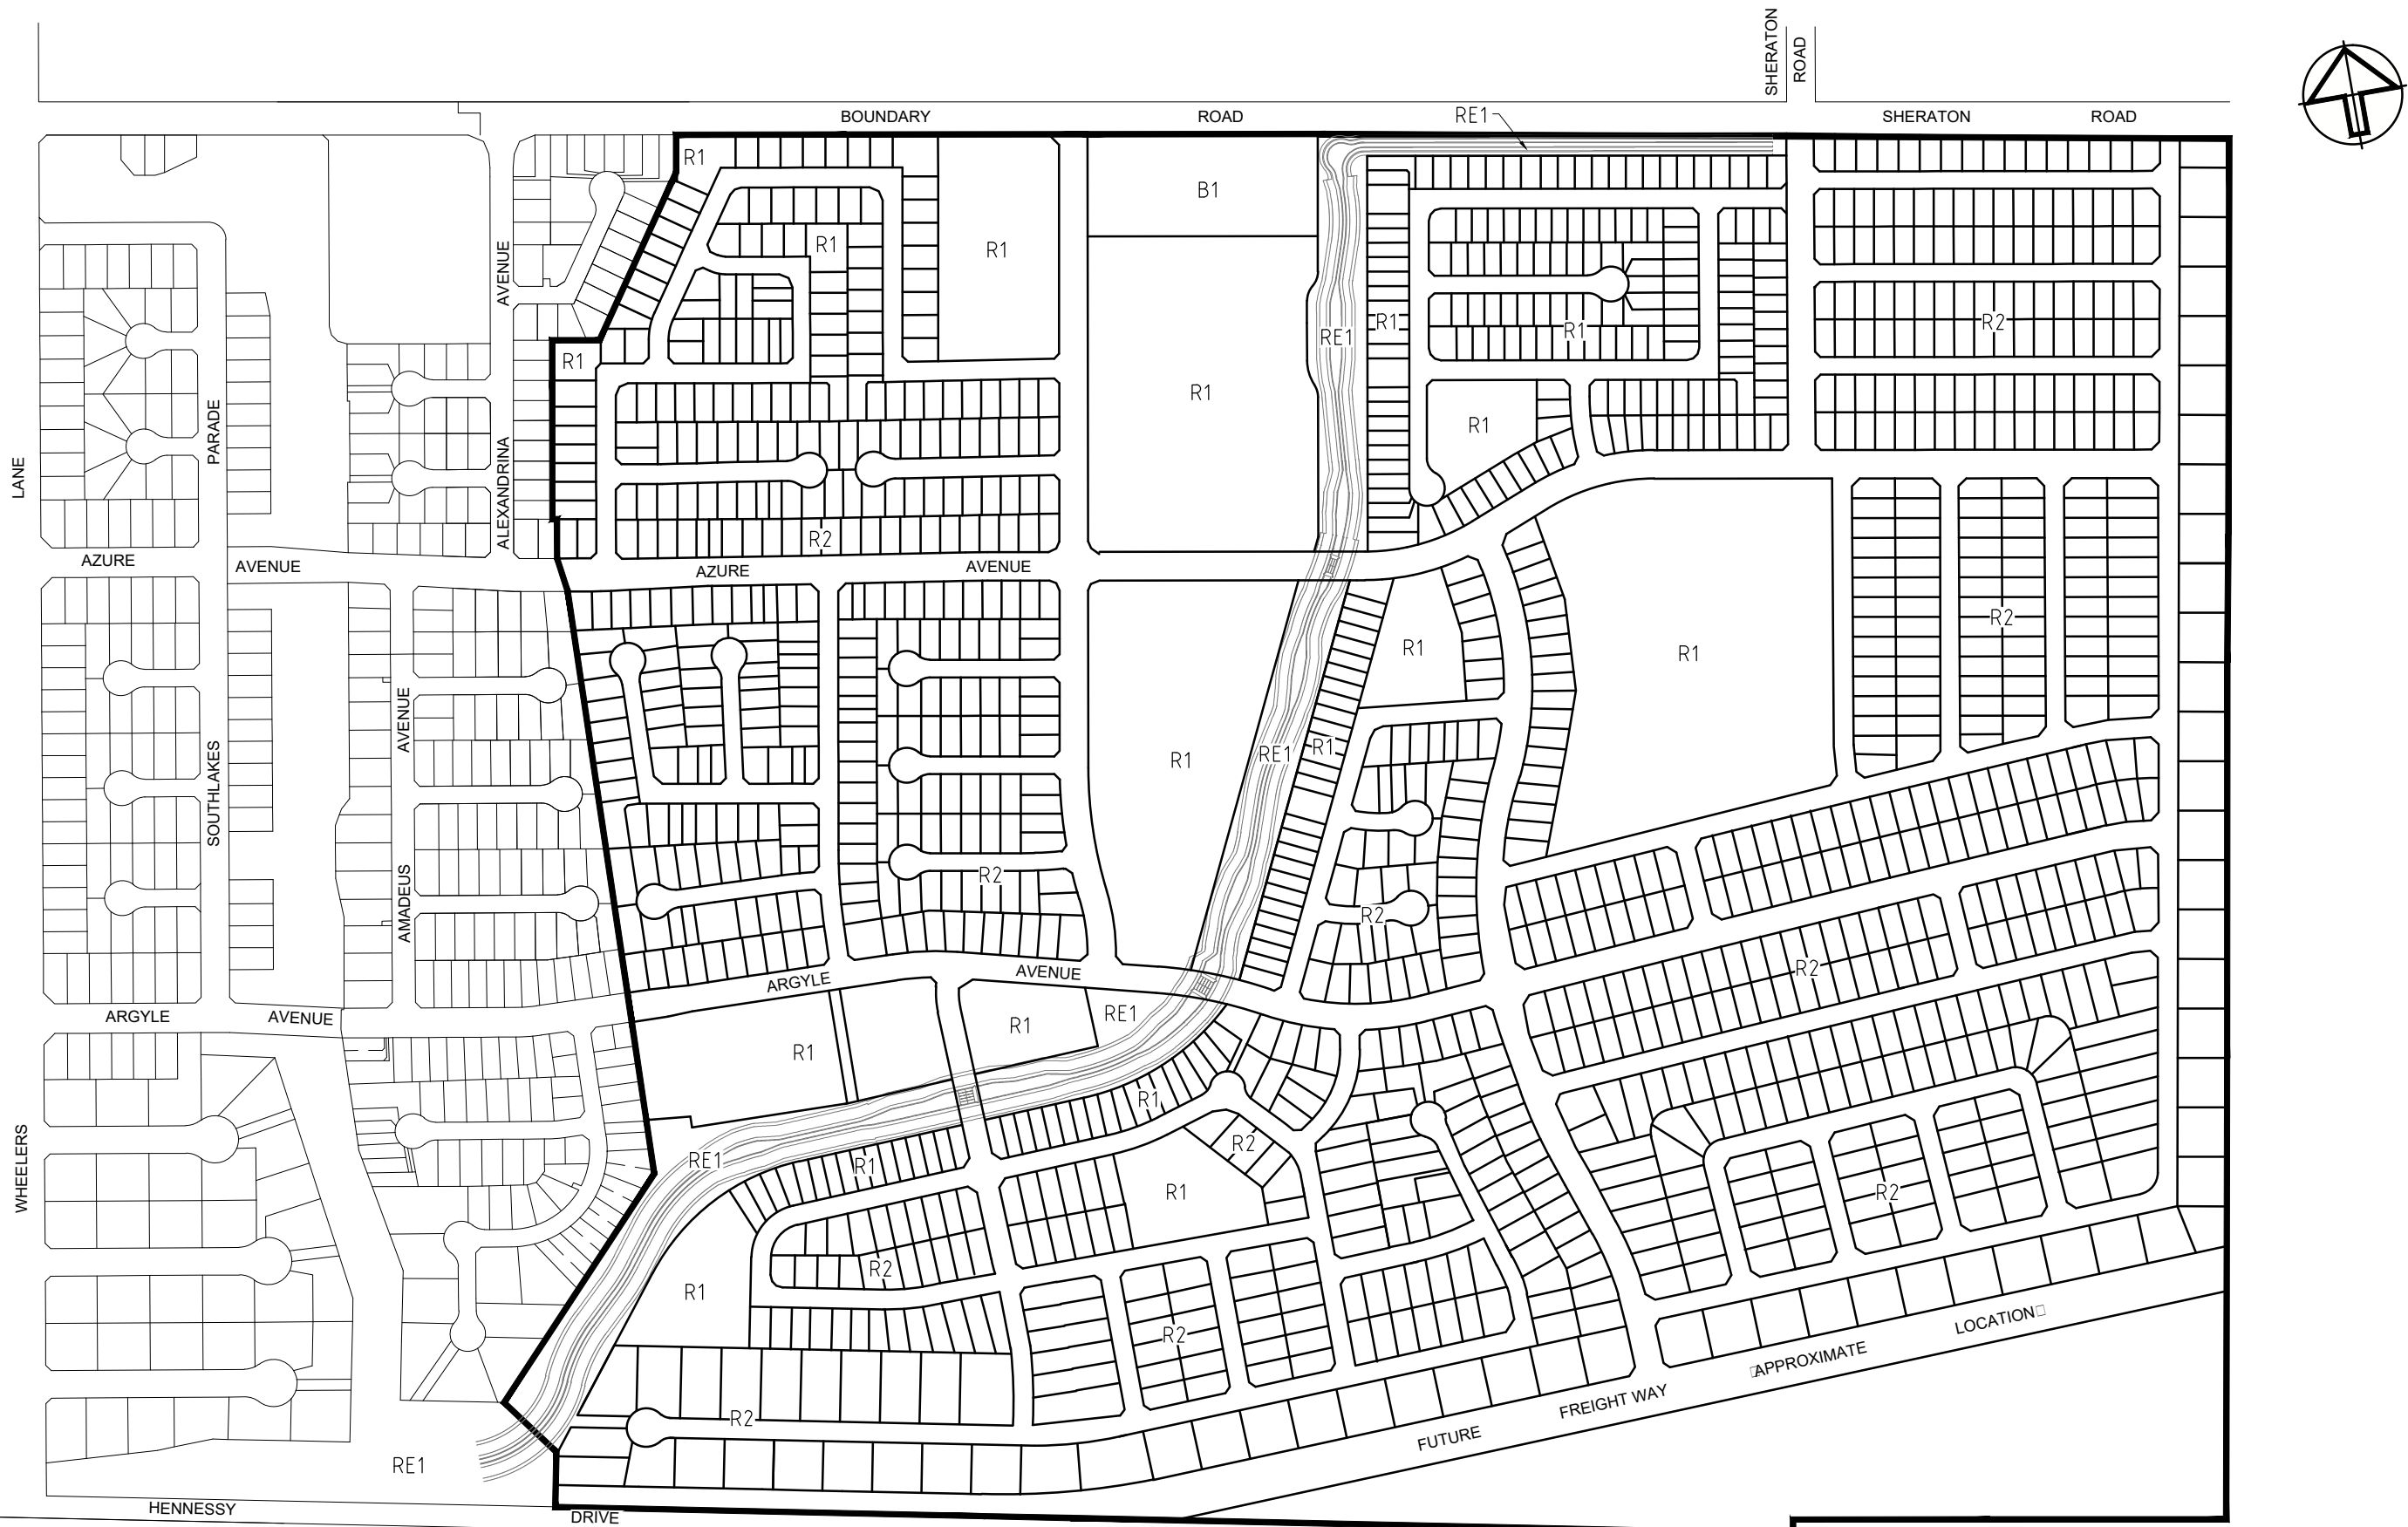 SHERATON
ROAD
BOUNDARY
ROAD
RE1
SHERATON
ROAD
R1
B1
R1
R1
AVENUE
R1
RE1
R1
R1
R2
R1
R1
R1
PARADE
LANE
ALEXANDRINA
R2
AZURE
AVENUE
AZURE
AVENUE
R2
R1
R1
AVENUE
SOUTHLAKES
R1
RE1
R1
AMADEUS
R2
R2
R2
ARGYLE
AVENUE
ARGYLE
AVENUE
RE1
R1
R1
R1
WHEELERS
RE1
R1
R2
R1
R2
R2
R1
R2
R2
FUTURE
FREIGHT WAY
APPROXIMATE
LOCATION
RE1
HENNESSY
DRIVE